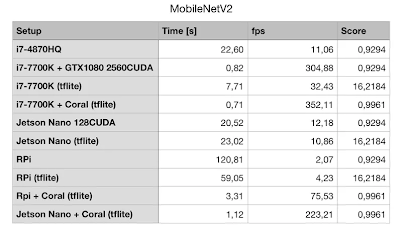 MobileNetV2
Setup Time [s] fps Score
i7-4870HQ 22,60 11,06 0,9294
i7-7700K + GTX1080 2560CUDA 0,82 304,88 0,9294
i7-7700K (tflite) 7,71 32,43 16,2184
i7-7700K + Coral (tflite) 0,71 352,11 0,9961
Jetson Nano 128CUDA 20,52 12,18 0,9294
Jetson Nano (tflite) 23,02 10,86 16,2184
RPi 120,81 2,07 0,9294
RPi (tflite) 59,05 4,23 16,2184
Rpi + Coral (tflite) 3,31 75,53 0,9961
Jetson Nano + Coral (tflite) 1,12 223,21 0,9961